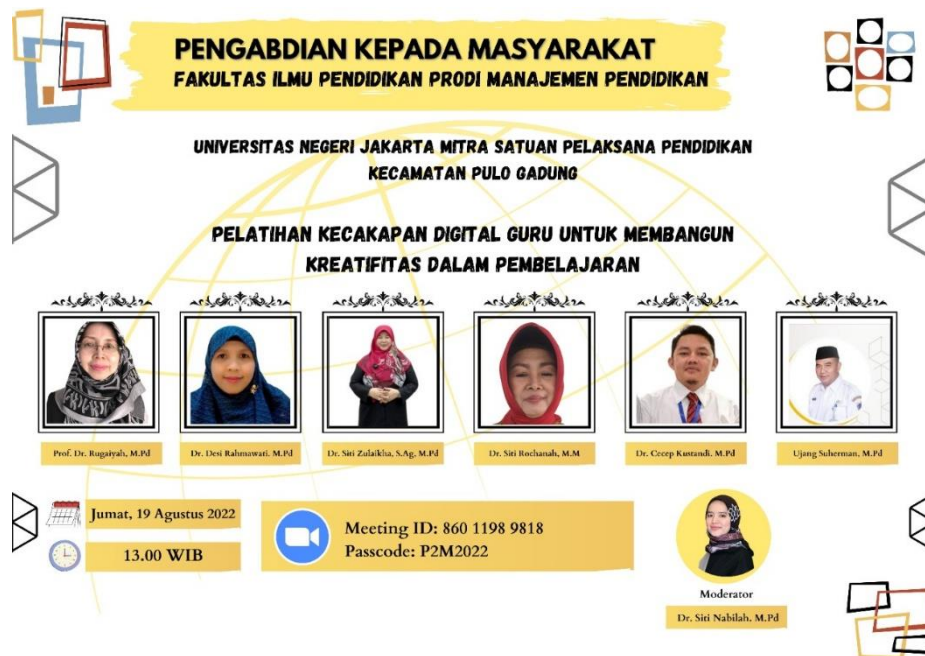 PENGABDIAN KEPADA MASYARAKAT
FAKULTAS ILMU PENDIDIKAN PRODI MANAJEMEN PENDIDIKAN
UNIVERSITAS NEGERI JAKARTA MITRA SATUAN PELAKSANA PENDIDIKAN
KECAMATAN PULO GADUNG
PELATIHAN KECAKAPAN DIGITAL GURU UNTUK MEMBANGUN
KREATIFITAS DALAM PEMBELAJARAN
Prof. Dr. Rugaiyah, M.Pd
Dr. Desi Rahmawati. M.Pd
Dr. Siti Zulaikha, S.Ag, M.Pd
Dr. Siti Rochanah, M.M
Dr. Cecep Kustandi. M.Pd
Ujang Suherman, M.Pd
Jumat, 19 Agustus 2022
13.00 WIB
Meeting ID: 860 1198 9818
Passcode: P2M2022
Moderator
Dr. Siti Nabilah. M.Pd